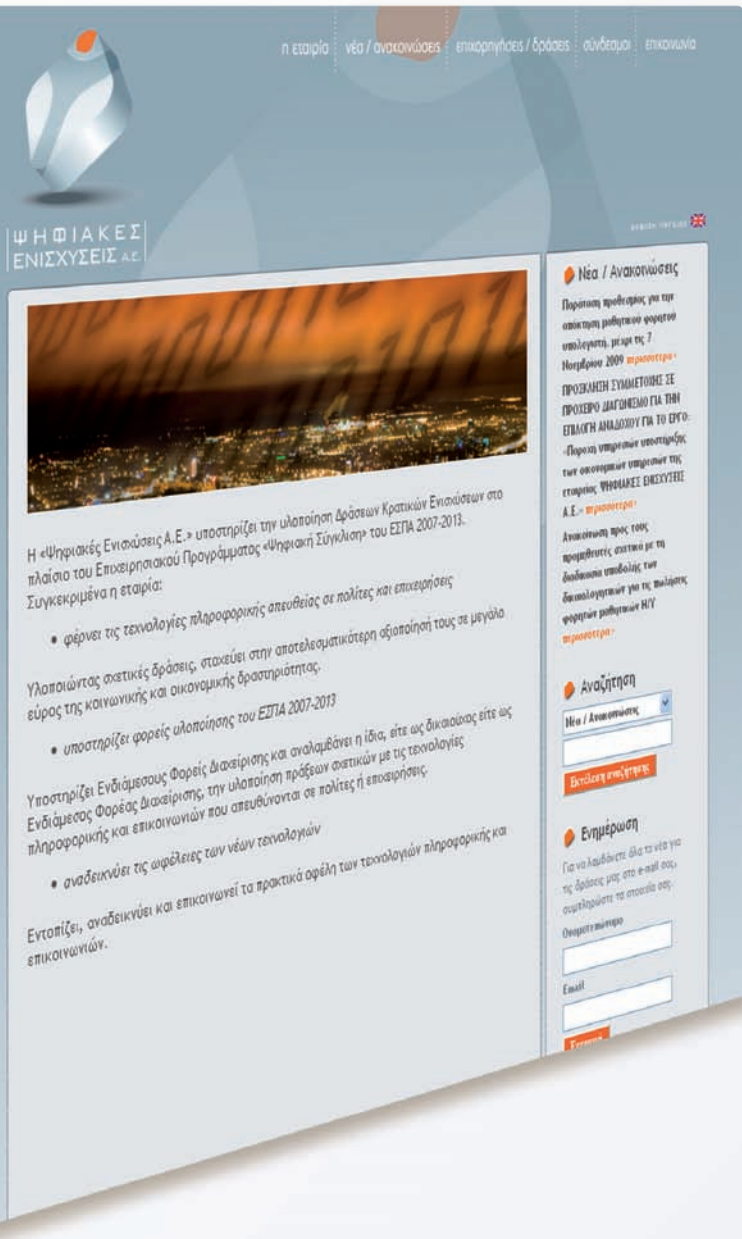 η εταιρία νέα / ανακοινώσεις επιχορηγήσεις / δράσεις σύνδεσμοι επικοινωνία
ΨΗΦΙΑΚΕΣ
ΕΝΙΣΧΥΣΕΙΣ Α.Ε.
Η «Ψηφιακές Ενισχύσεις Α.Ε.» υποστηρίζει την υλοποίηση Δράσεων Κρατικών Ενισχύσεων στο
πλαίσιο του Επιχειρησιακού Προγράμματος «Ψηφιακή Σύγκλιση» του ΕΣΠΑ 2007-2013.
Συγκεκριμένα η εταιρία:
• φέρνει τις τεχνολογίες πληροφορικής απευθείας σε πολίτες και επιχειρήσεις
Υλοποιώντας σχετικές δράσεις, στοχεύει στην αποτελεσματικότερη αξιοποίησή τους σε μεγάλο
εύρος της κοινωνικής και οικονομικής δραστηριότητας.
• υποστηρίζει φορείς υλοποίησης του ΕΣΠΑ 2007-2013
Υποστηρίζει Ενδιάμεσους Φορείς Διαχείρισης και αναλαμβάνει η ίδια, είτε ως δικαιούχος είτε ως
Ενδιάμεσος Φορέας Διαχείρισης, την υλοποίηση πράξεων σχετικών με τις τεχνολογίες
πληροφορικής και επικοινωνιών που απευθύνονται σε πολίτες ή επιχειρήσεις.
• αναδεικνύει τις ωφέλειες των νέων τεχνολογιών
Εντοπίζει, αναδεικνύει και επικοινωνεί τα πρακτικά οφέλη των τεχνολογιών πληροφορικής και
επικοινωνιών.
Νέα / Ανακοινώσεις
Παράταση προθεσμίας για την
απόκτηση μαθητικού φορητού
υπολογιστή, μέχρι τις 7
Νοεμβρίου 2009 περισσότερα
ΠΡΟΣΚΛΗΣΗ ΣΥΜΜΕΤΟΧΗΣ ΣΕ
ΠΡΟΧΕΙΡΟ ΔΙΑΓΩΝΙΣΜΟ ΓΙΑ ΤΗΝ
ΕΠΙΛΟΓΗ ΑΝΑΔΟΧΟΥ ΓΙΑ ΤΟ ΕΡΓΟ:
«Παροχή υπηρεσιών υποστήριξης
των οικονομικών υπηρεσιών της
εταιρείας ΨΗΦΙΑΚΕΣ ΕΝΙΣΧΥΣΕΙΣ
Α.Ε.» περισσότερα
Ανακοίνωση προς τους
προμηθευτές σχετικά με τη
διαδικασία υποβολής των
δικαιολογητικών για τις πωλήσεις
φορητών μαθητικών Η/Υ
περισσότερα
Αναζήτηση
Νέα / Ανακοινώσεις
Εκτέλεση αναζήτησης
Ενημέρωση
Για να λαμβάνετε όλα τα νέα για
τις δράσεις μας στο e-mail σας,
συμπληρώστε τα στοιχεία σας.
Ονοματεπώνυμο
Email